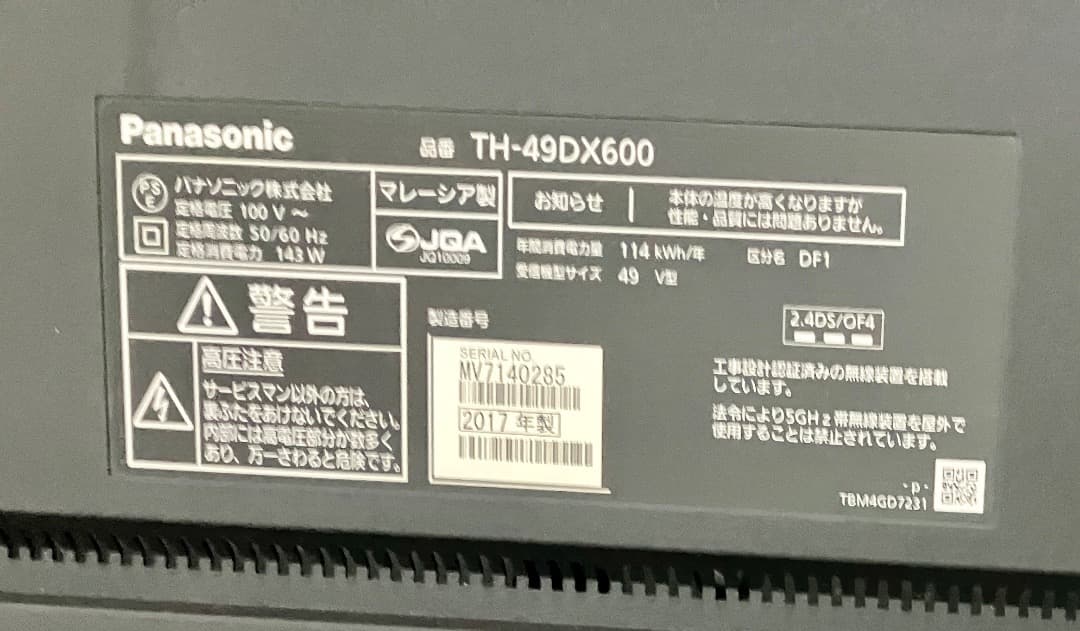 Panasonic
品番 TH-49DX600
PS
E
パナソニック株式会社
定格電圧 100 V ～
定格周波数 50/60 Hz
定格消費電力 143 W
マレーシア製
JQA
JQ10009
お知らせ
本体の温度が高くなりますが
性能・品質には問題ありません。
年間消費電力量 114 kWh/年 区分名 DF1
受信機型サイズ 49 V型
警告
高圧注意
サービスマン以外の方は、
裏ぶたをあけないでください。
内部には高電圧部分が数多く
あり、万一さわると危険です。
製造番号
SERIAL NO.
MV7140285
2017 年製
2.4DS/OF4
工事設計認証済みの無線装置を搭載
しています。
法令により5GHz帯無線装置を屋外で
使用することは禁止されています。
・p・
TBM4GD7231